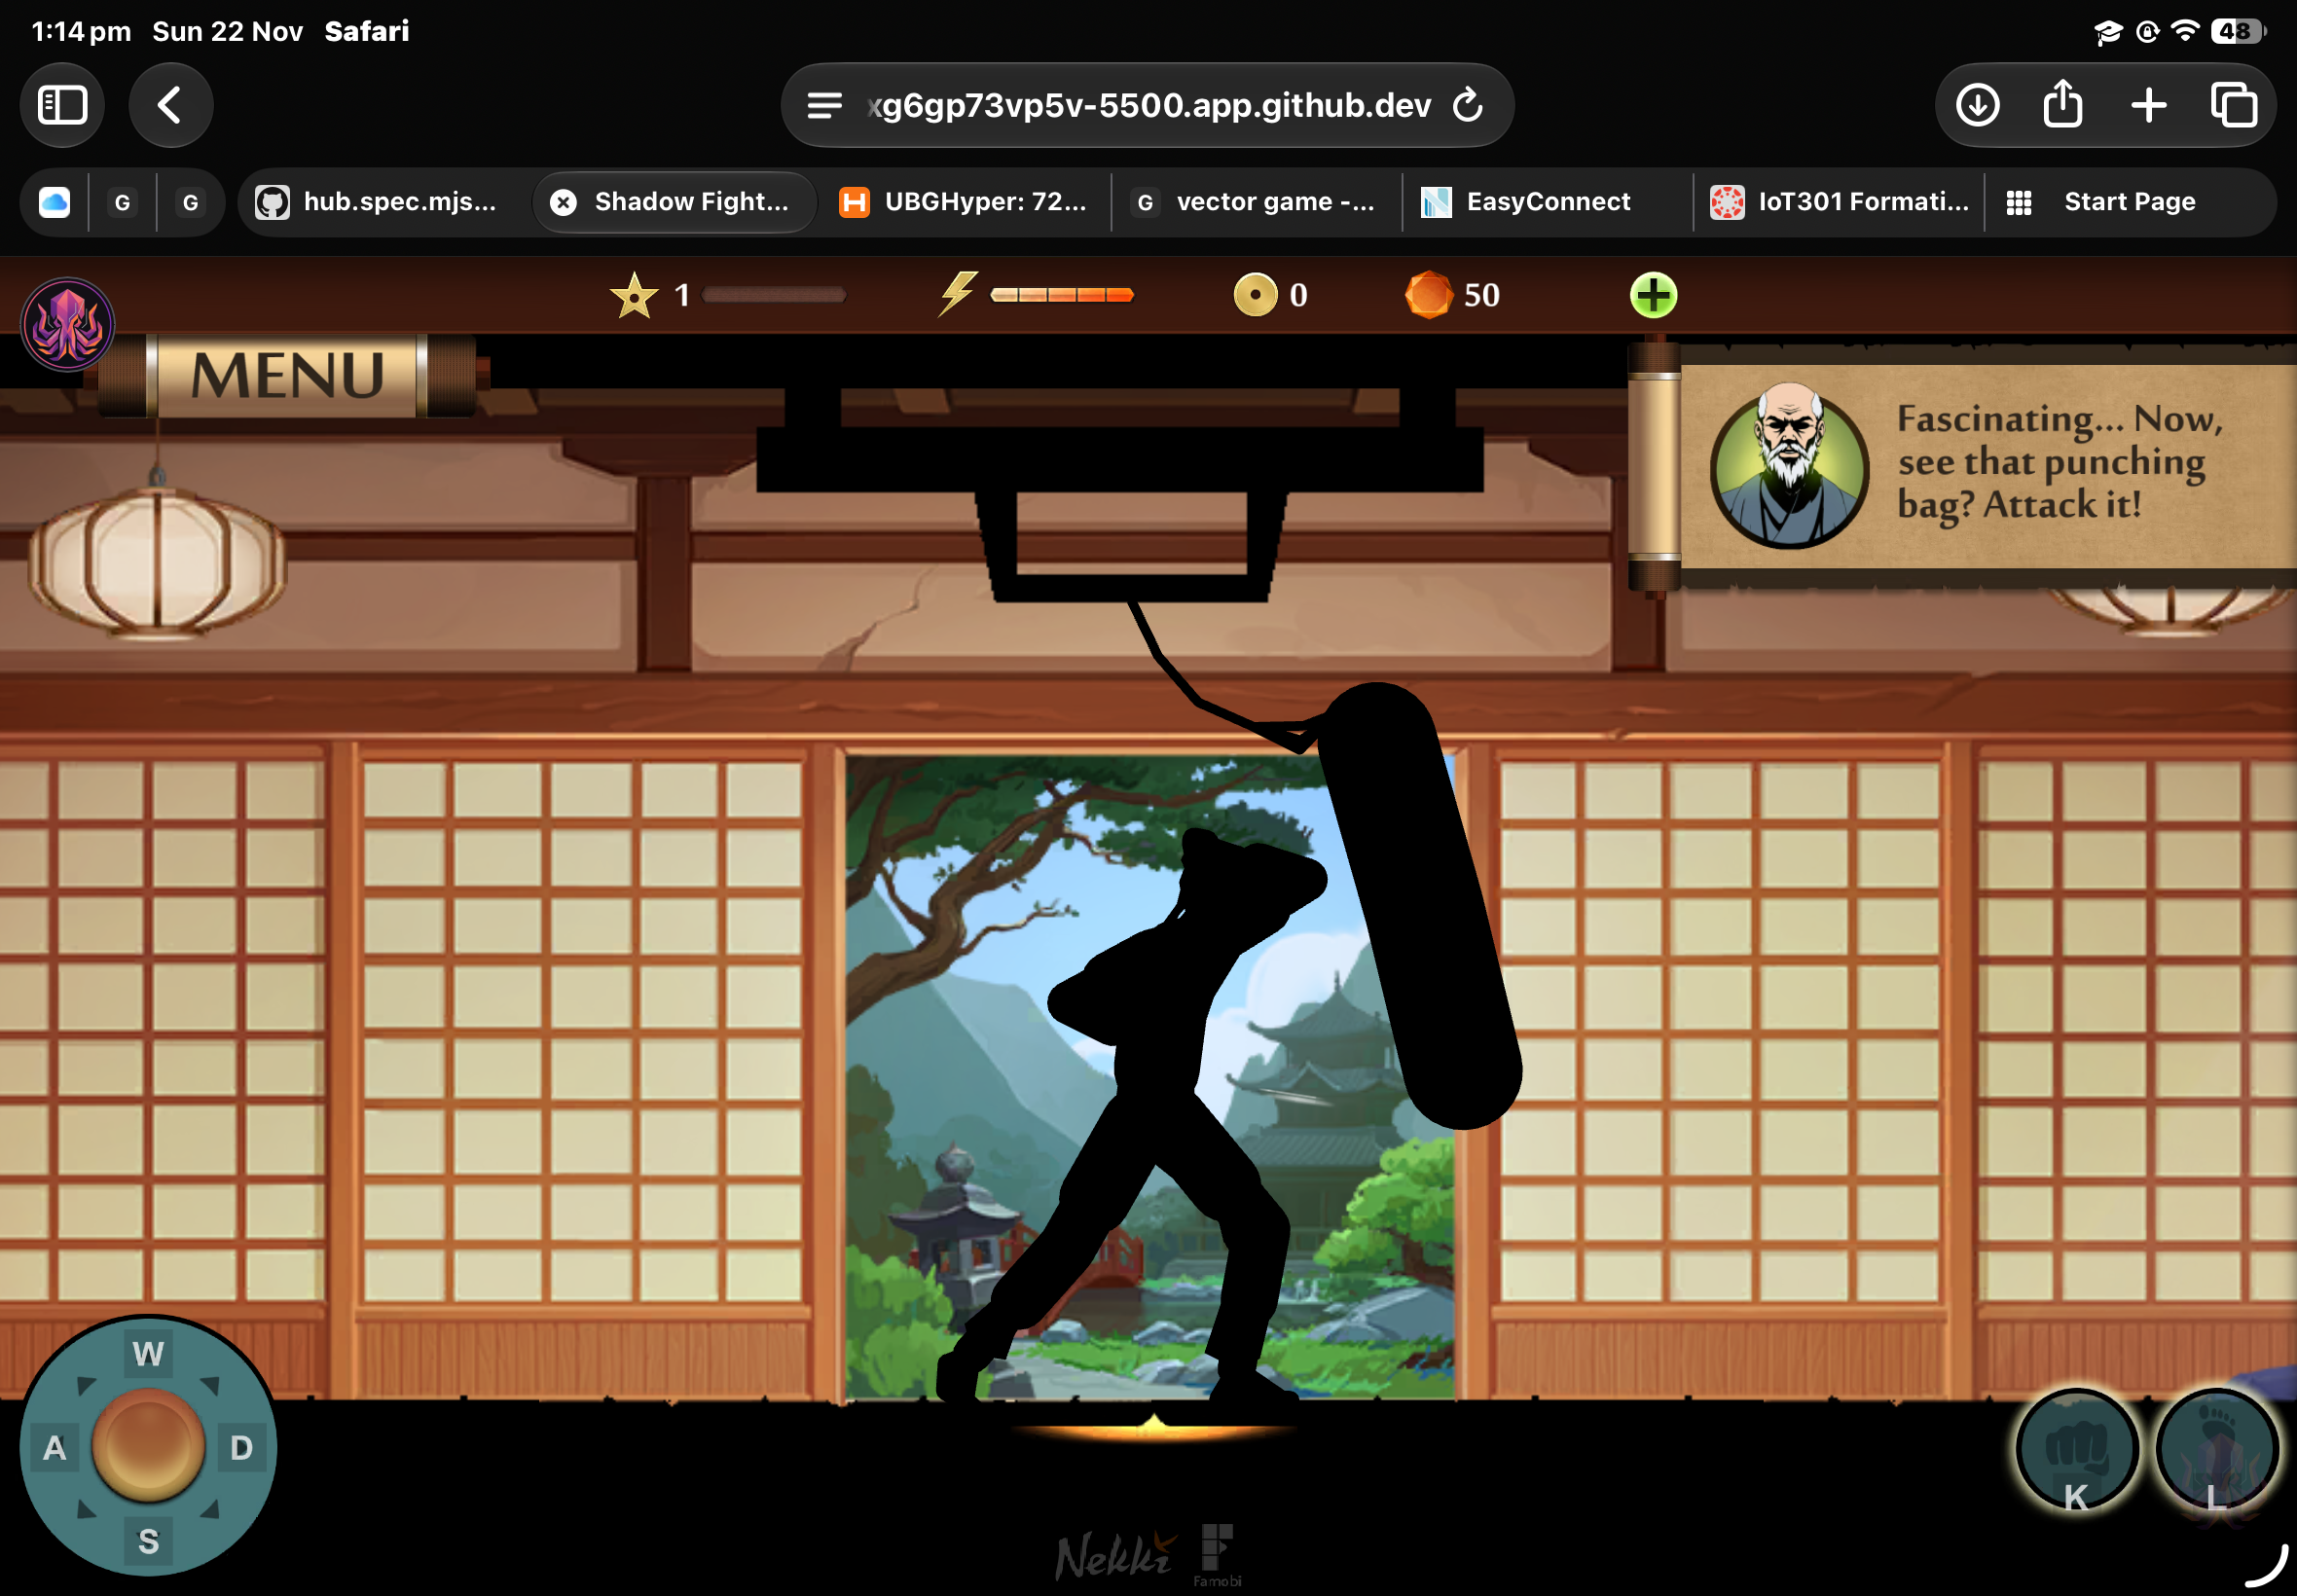 1:14 pm Sun 22 Nov Safari
48
xg6gp73vp5v-5500.app.github.dev
G
G
hub.spec.mjs...
Shadow Fight...
H
UBGHyper: 72...
G
vector game -...
N
EasyConnect
IoT301 Formati...
Start Page
1
0
50
MENU
Fascinating... Now,
see that punching
bag? Attack it!
W
A
D
S
K
L
Nekki
Famobi